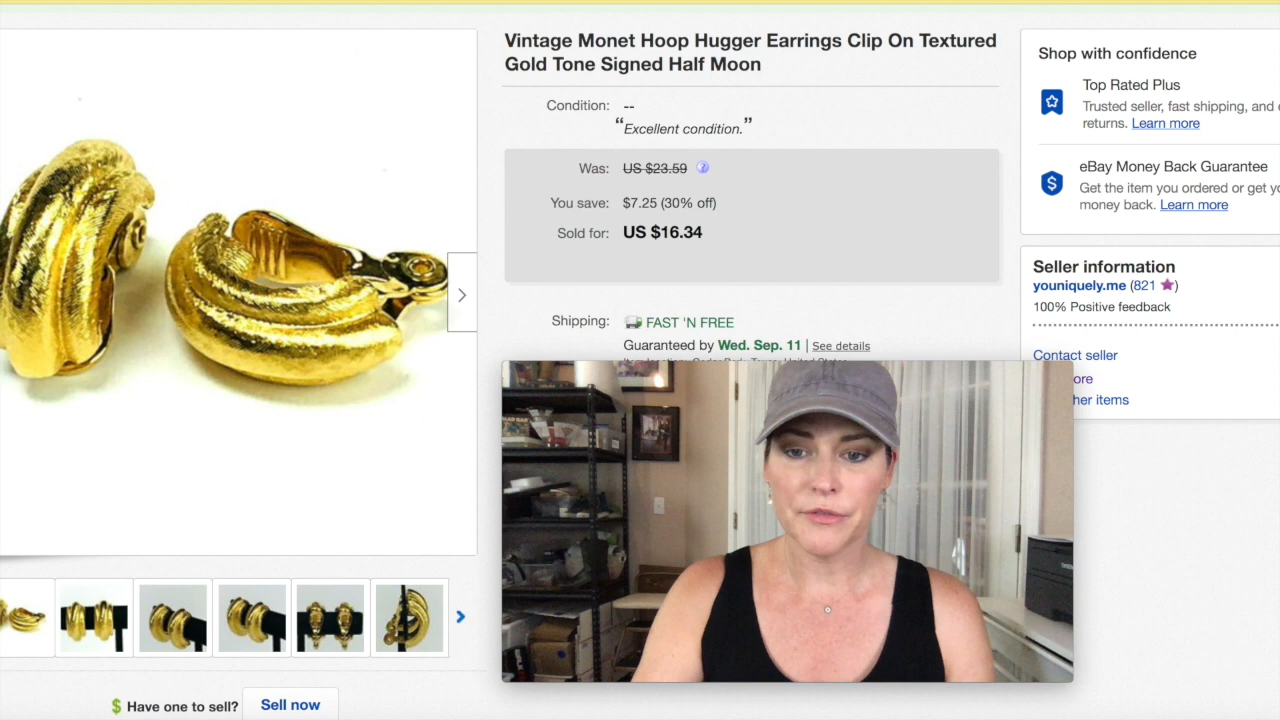 Vintage Monet Hoop Hugger Earrings Clip On Textured
Gold Tone Signed Half Moon
Condition: --
“Excellent condition.”
Was: US $23.59 ?
You save: $7.25 (30% off)
Sold for: US $16.34
Shipping: FAST 'N FREE
Guaranteed by Wed. Sep. 11 | See details
Shop with confidence
Top Rated Plus
Trusted seller, fast shipping, and
returns. Learn more
eBay Money Back Guarantee
Get the item you ordered or get
money back. Learn more
Seller information
youniquely.me (821 ★)
100% Positive feedback
Contact seller
ore
her items
$ Have one to sell? Sell now